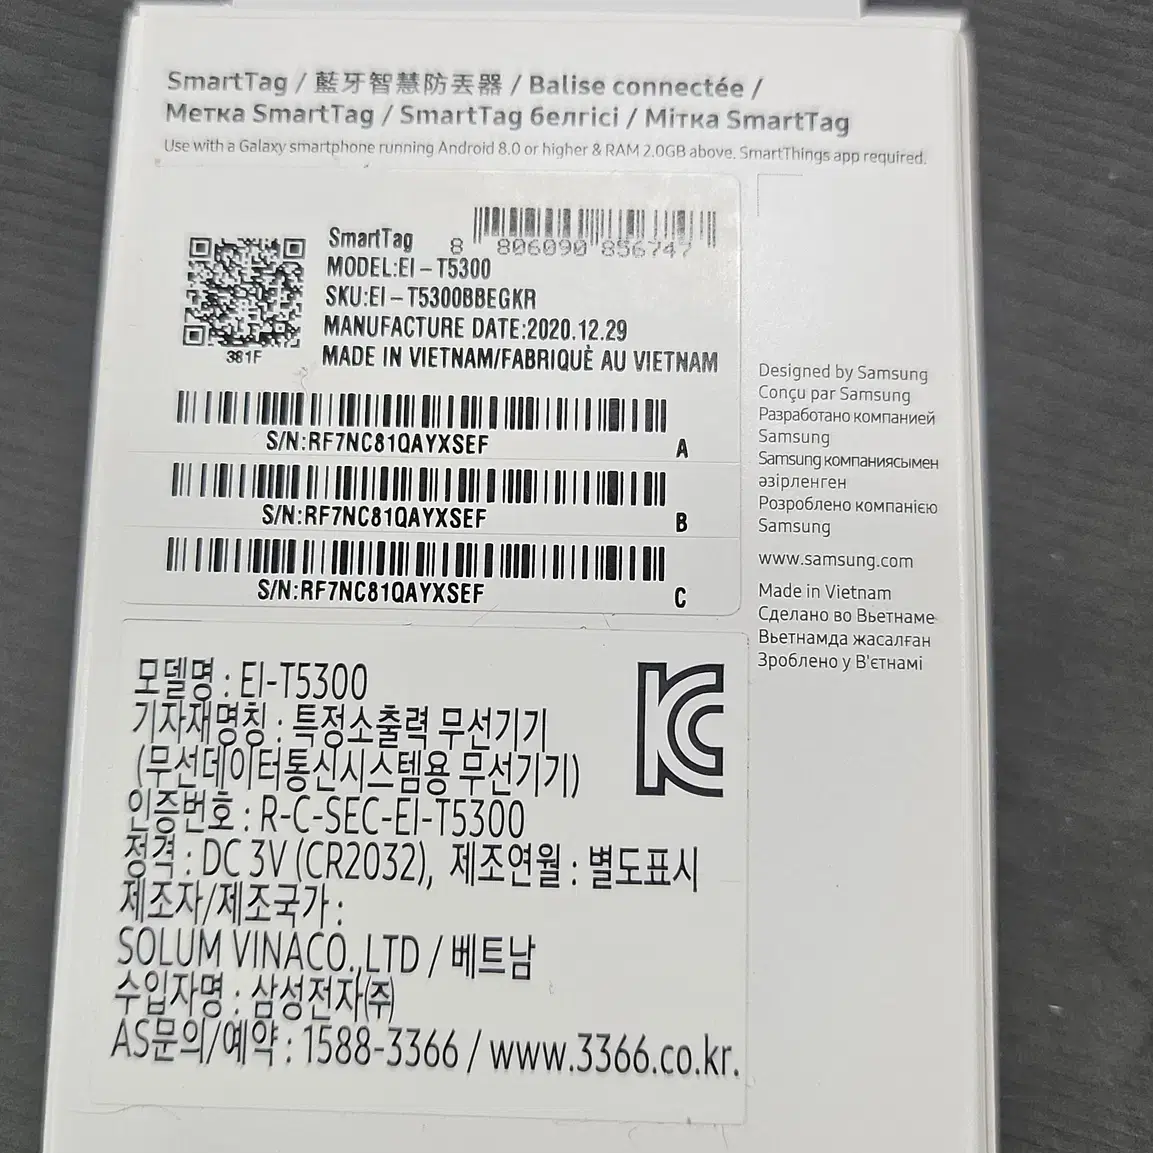 SmartTag / 藍牙智慧防丟器 / Balise connectée /
Метка SmartTag / SmartTag белгісі / Мітка SmartTag
Use with a Galaxy smartphone running Android 8.0 or higher & RAM 2.0GB above. SmartThings app required.
8 806090 856747
SmartTag
MODEL:EI-T5300
SKU:EI-T5300BBEGKR
MANUFACTURE DATE:2020.12.29
MADE IN VIETNAM/FABRIQUÈ AU VIETNAM
381F
S/N:RF7NC81QAYXSEF
A
S/N:RF7NC81QAYXSEF
B
S/N:RF7NC81QAYXSEF
C
Designed by Samsung
Conçu par Samsung
Разработано компанией
Samsung
Samsung компаниясымен
әзірленген
Розроблено компанією
Samsung
www.samsung.com
Made in Vietnam
Сделано во Вьетнаме
Вьетнамда жасалған
Зроблено у В'єтнамі
모델명 : EI-T5300
기자재명칭 : 특정소출력 무선기기
(무선데이터통신시스템용 무선기기)
인증번호 : R-C-SEC-EI-T5300
정격 : DC 3V (CR2032), 제조연월 : 별도표시
제조자/제조국가 :
SOLUM VINACO.,LTD / 베트남
수입자명 : 삼성전자(주)
AS문의/예약 : 1588-3366 / www.3366.co.kr.